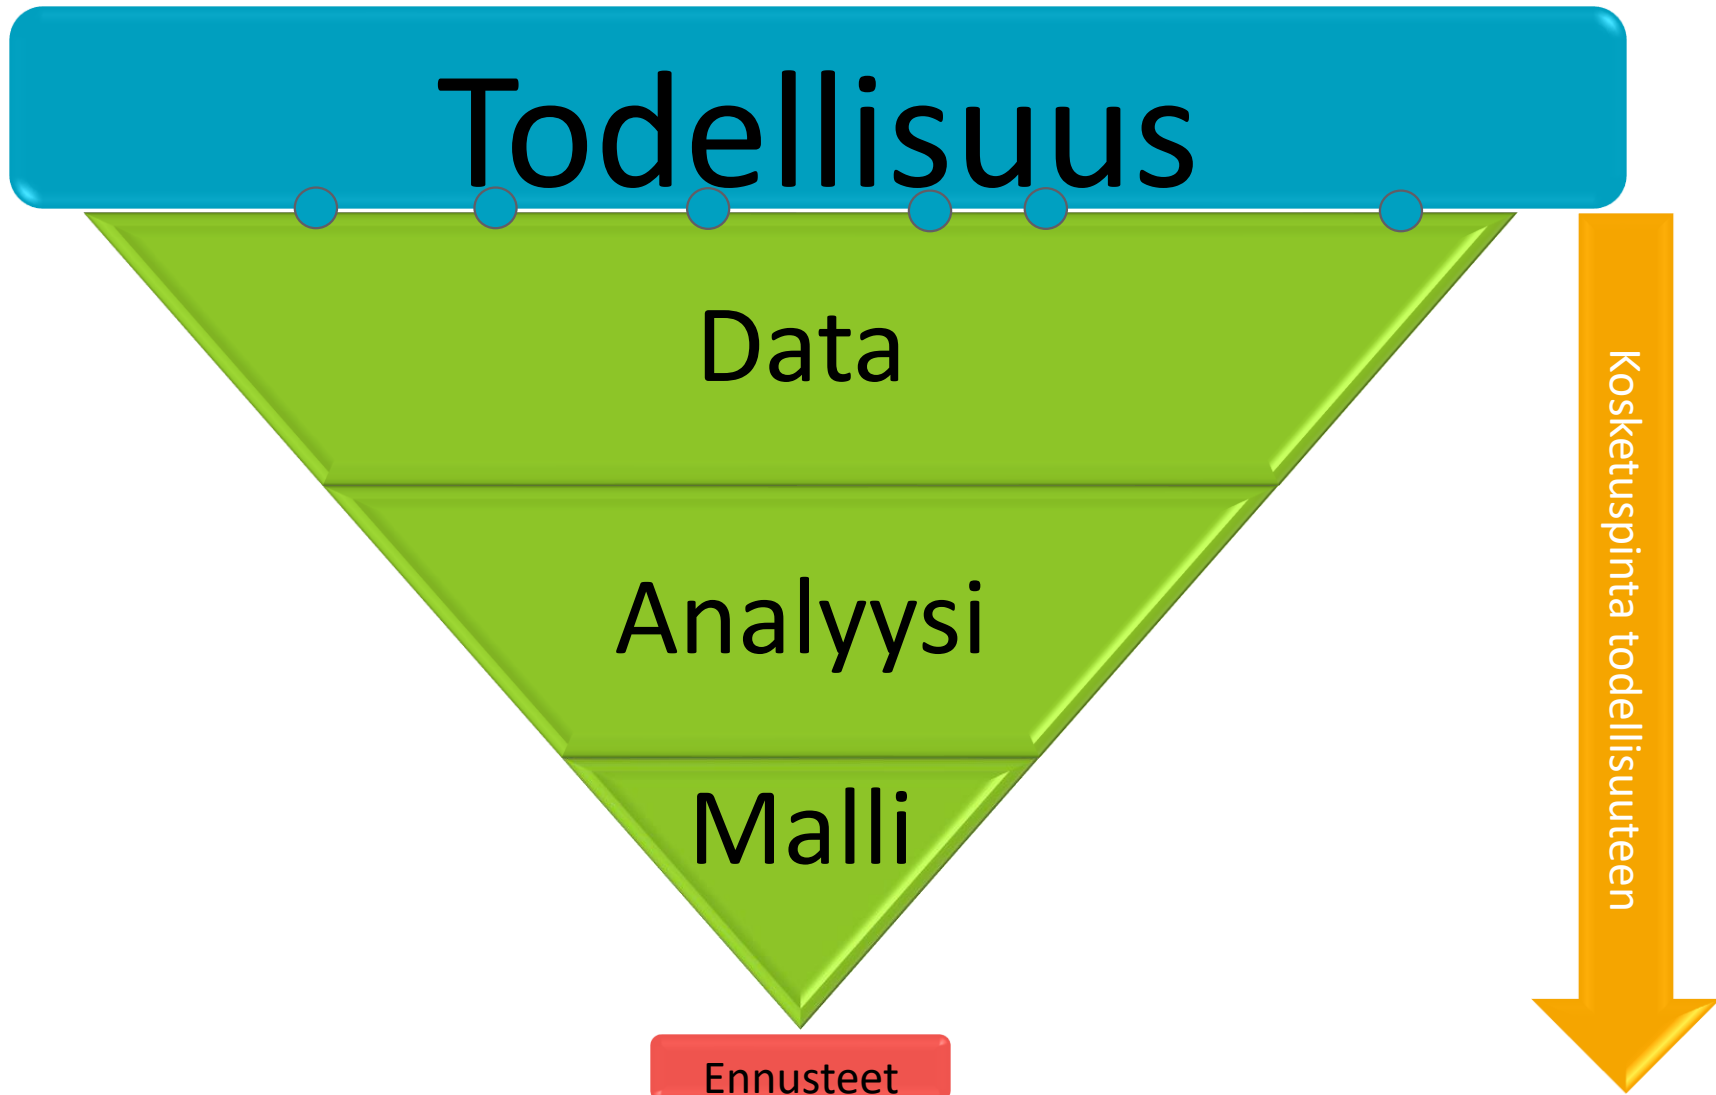 Todellisuus
Data
Analyysi
Malli
Ennusteet
Kosketuspinta todellisuuteen